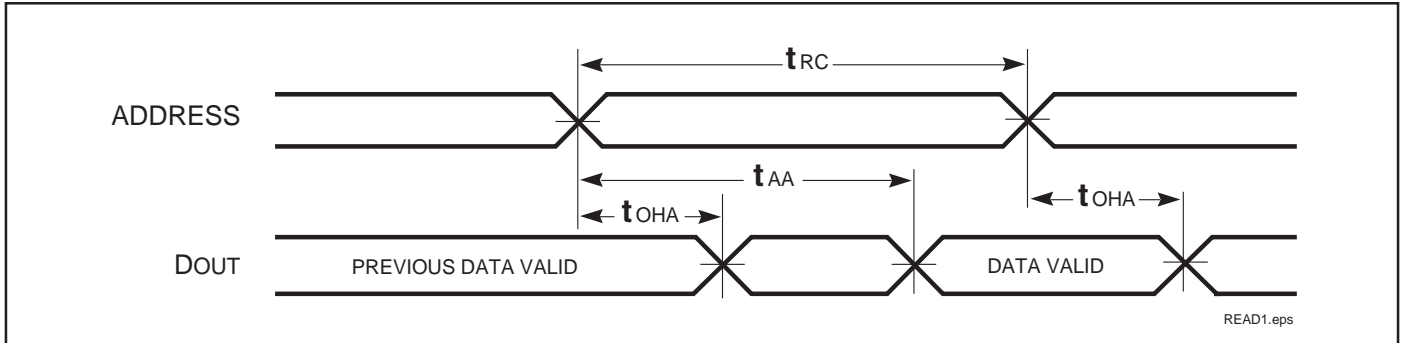 tRC
ADDRESS
tAA
tOHA
tOHA
DOUT
PREVIOUS DATA VALID
DATA VALID
READ1.eps